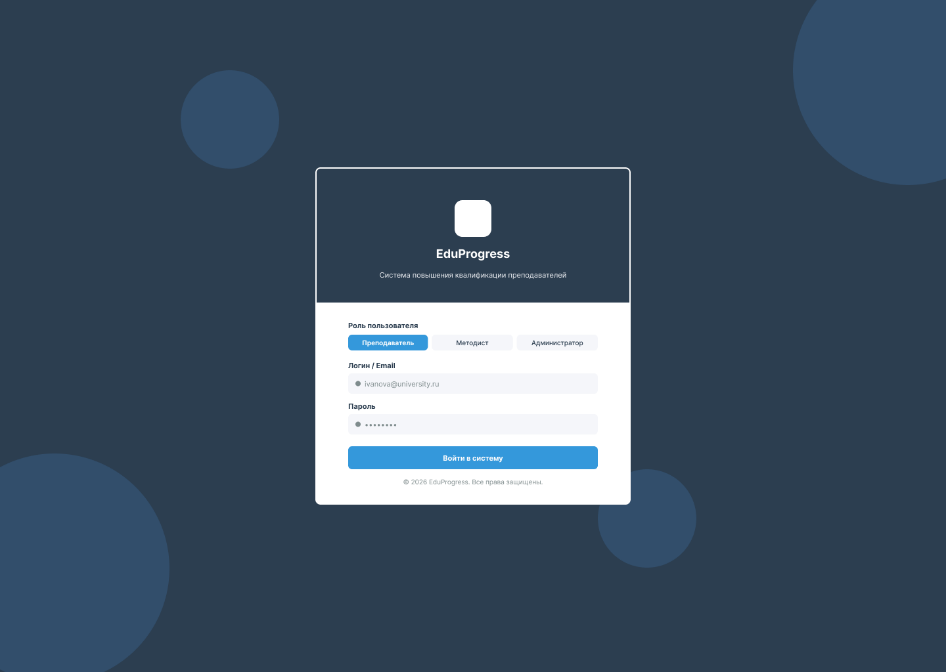 EduProgress
Система повышения квалификации преподавателей
Роль пользователя
Преподаватель Методист Администратор
Логин / Email
ivanova@university.ru
Пароль
••••••••
Войти в систему
© 2026 EduProgress. Все права защищены.